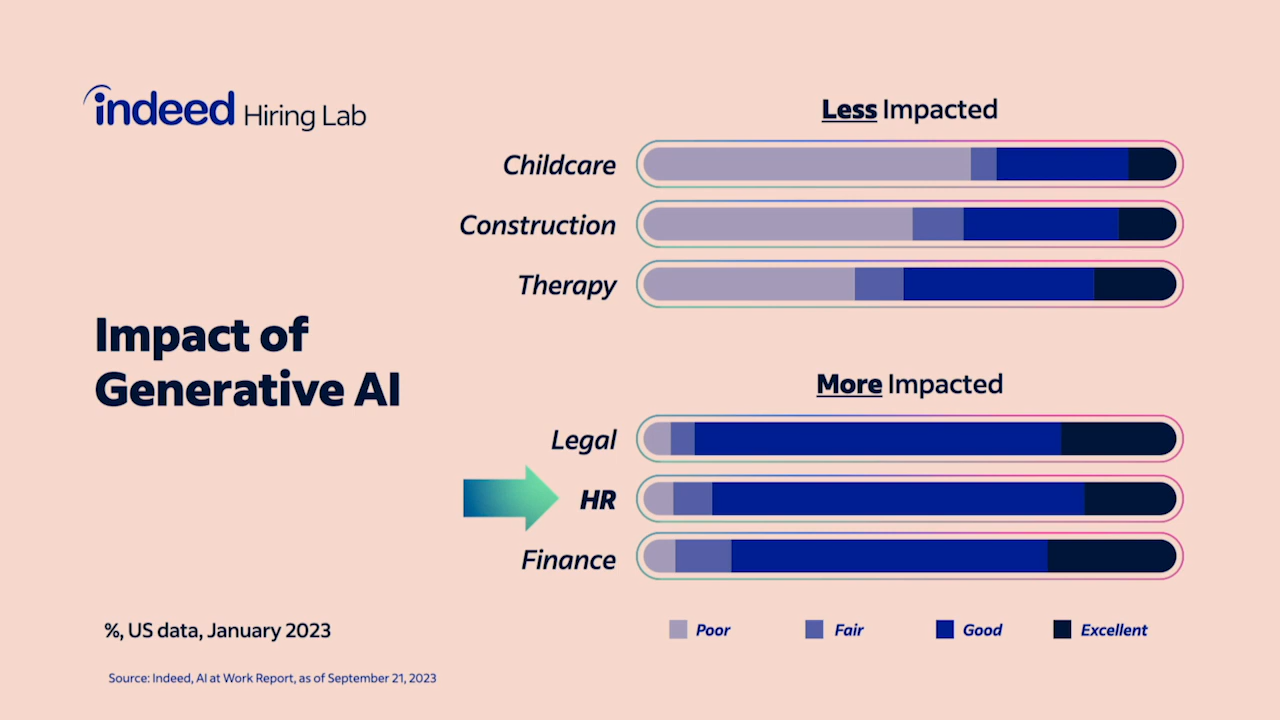 indeed Hiring Lab
Impact of
Generative AI
%, US data, January 2023
Source: Indeed, AI at Work Report, as of September 21, 2023
Less Impacted
Childcare
Construction
Therapy
More Impacted
Legal
HR
Finance
Poor Fair Good Excellent